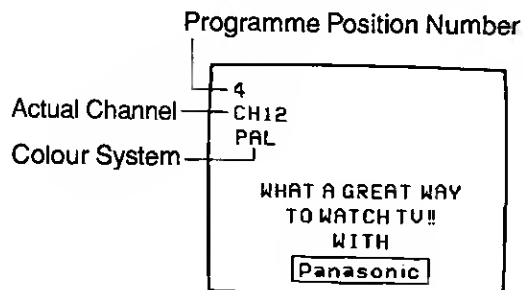 Programme Position Number
4
Actual Channel
CH12
Colour System
PAL
WHAT A GREAT WAY
TO WATCH TV!!
WITH
Panasonic